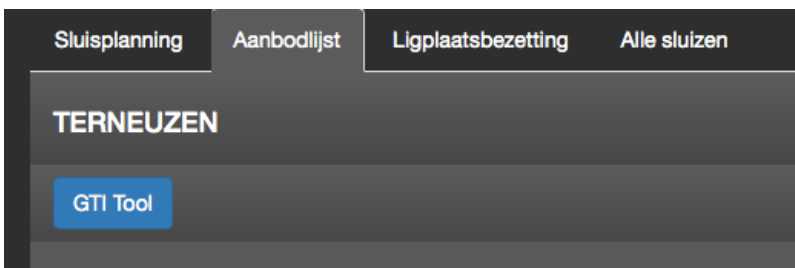 Sluisplanning Aanbodlijst Ligplaatsbezetting Alle sluizen
TERNEUZEN
GTI Tool